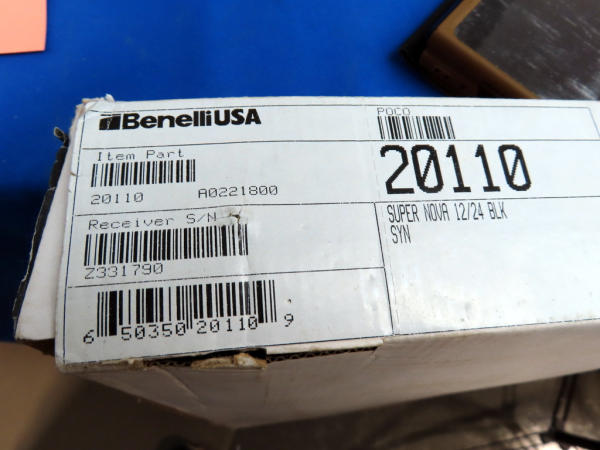 BenelliUSA
Item Part
20110 A0221800
Receiver S/N
Z331790
6 50350 20110 9
POCO
20110
SUPER NOVA 12/24 BLK
SYN